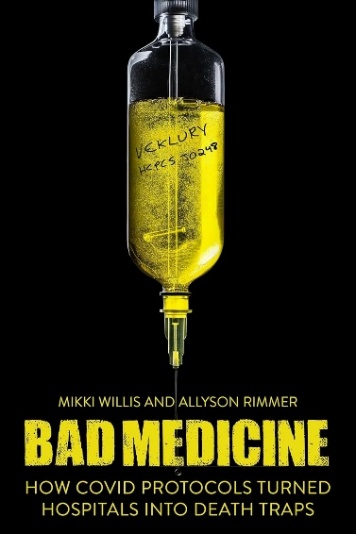 VEKLURY
HCPCS J0248
MIKKI WILLIS AND ALLYSON RIMMER
BAD MEDICINE
HOW COVID PROTOCOLS TURNED
HOSPITALS INTO DEATH TRAPS